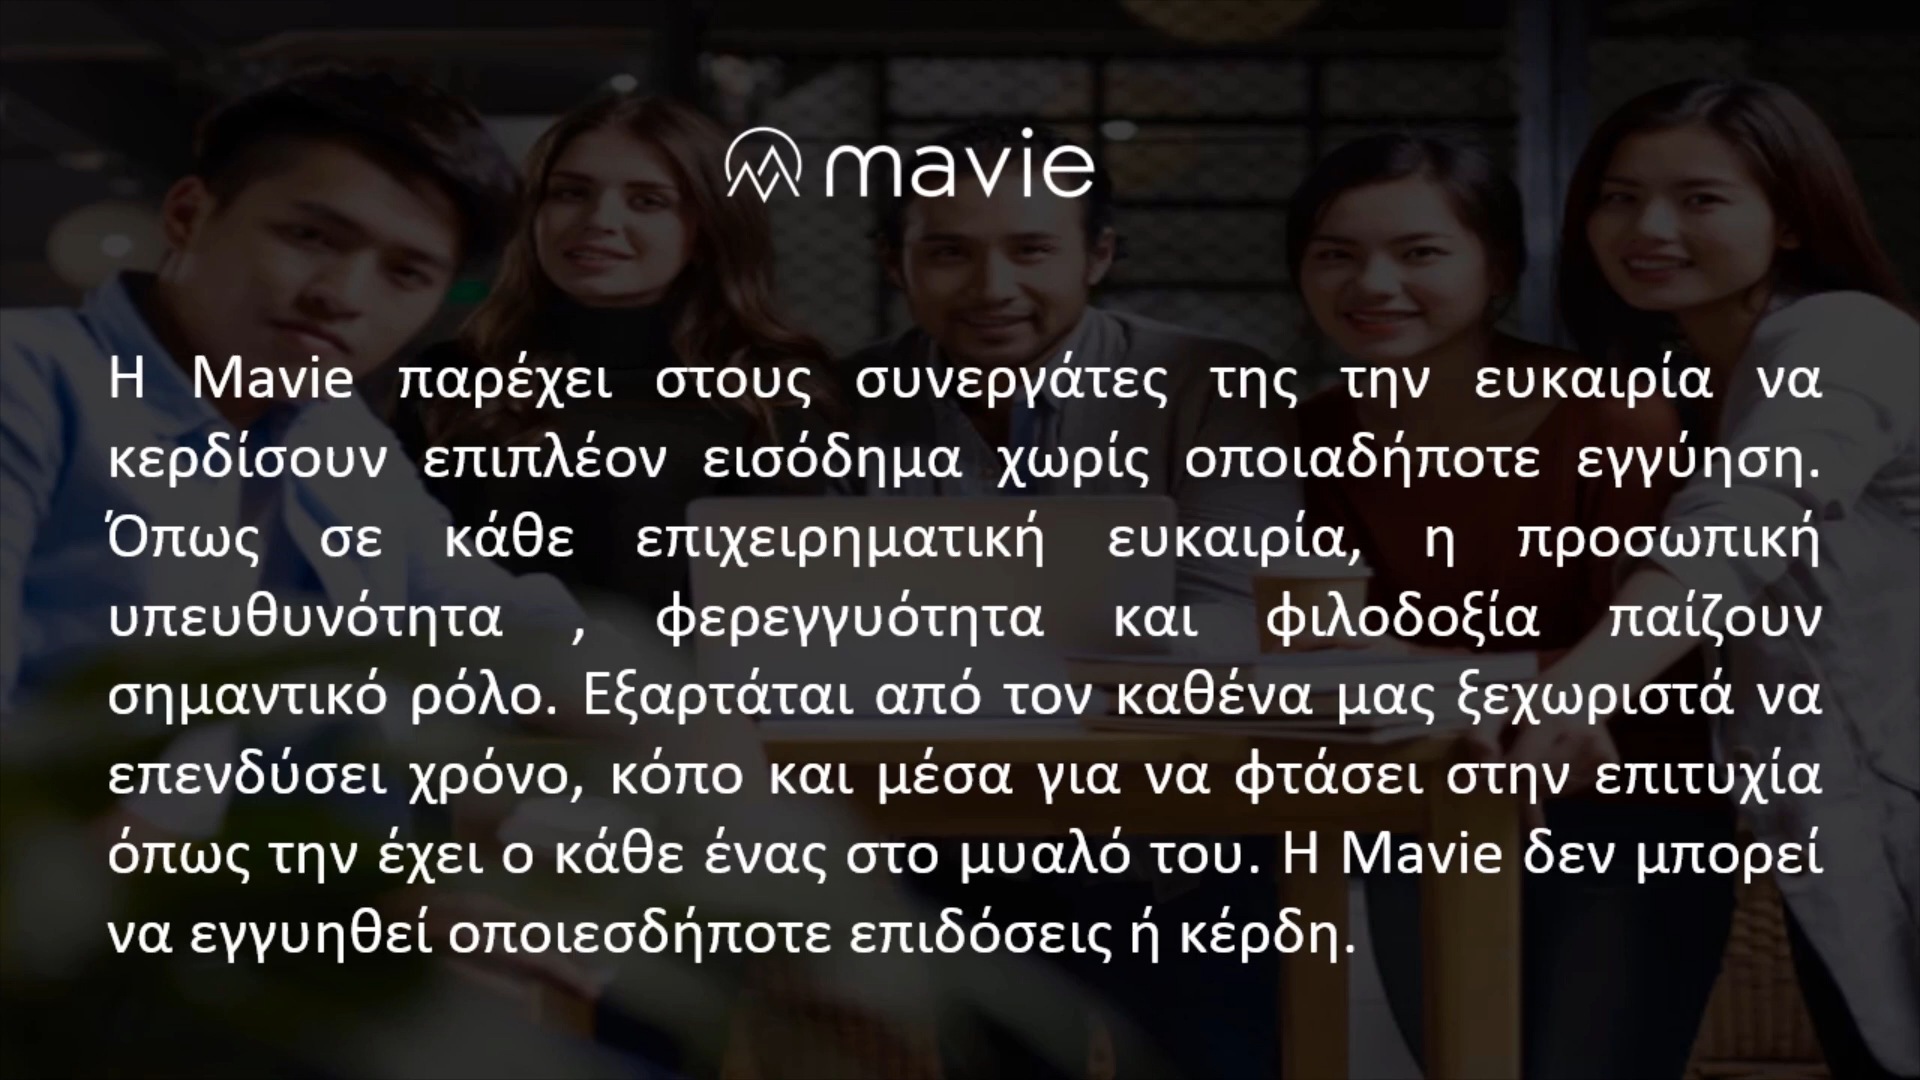 mavie
Η Mavie παρέχει στους συνεργάτες της την ευκαιρία να
κερδίσουν επιπλέον εισόδημα χωρίς οποιαδήποτε εγγύηση.
Όπως σε κάθε επιχειρηματική ευκαιρία, η προσωπική
υπευθυνότητα , φερεγγυότητα και φιλοδοξία παίζουν
σημαντικό ρόλο. Εξαρτάται από τον καθένα μας ξεχωριστά να
επενδύσει χρόνο, κόπο και μέσα για να φτάσει στην επιτυχία
όπως την έχει ο κάθε ένας στο μυαλό του. Η Mavie δεν μπορεί
να εγγυηθεί οποιεσδήποτε επιδόσεις ή κέρδη.